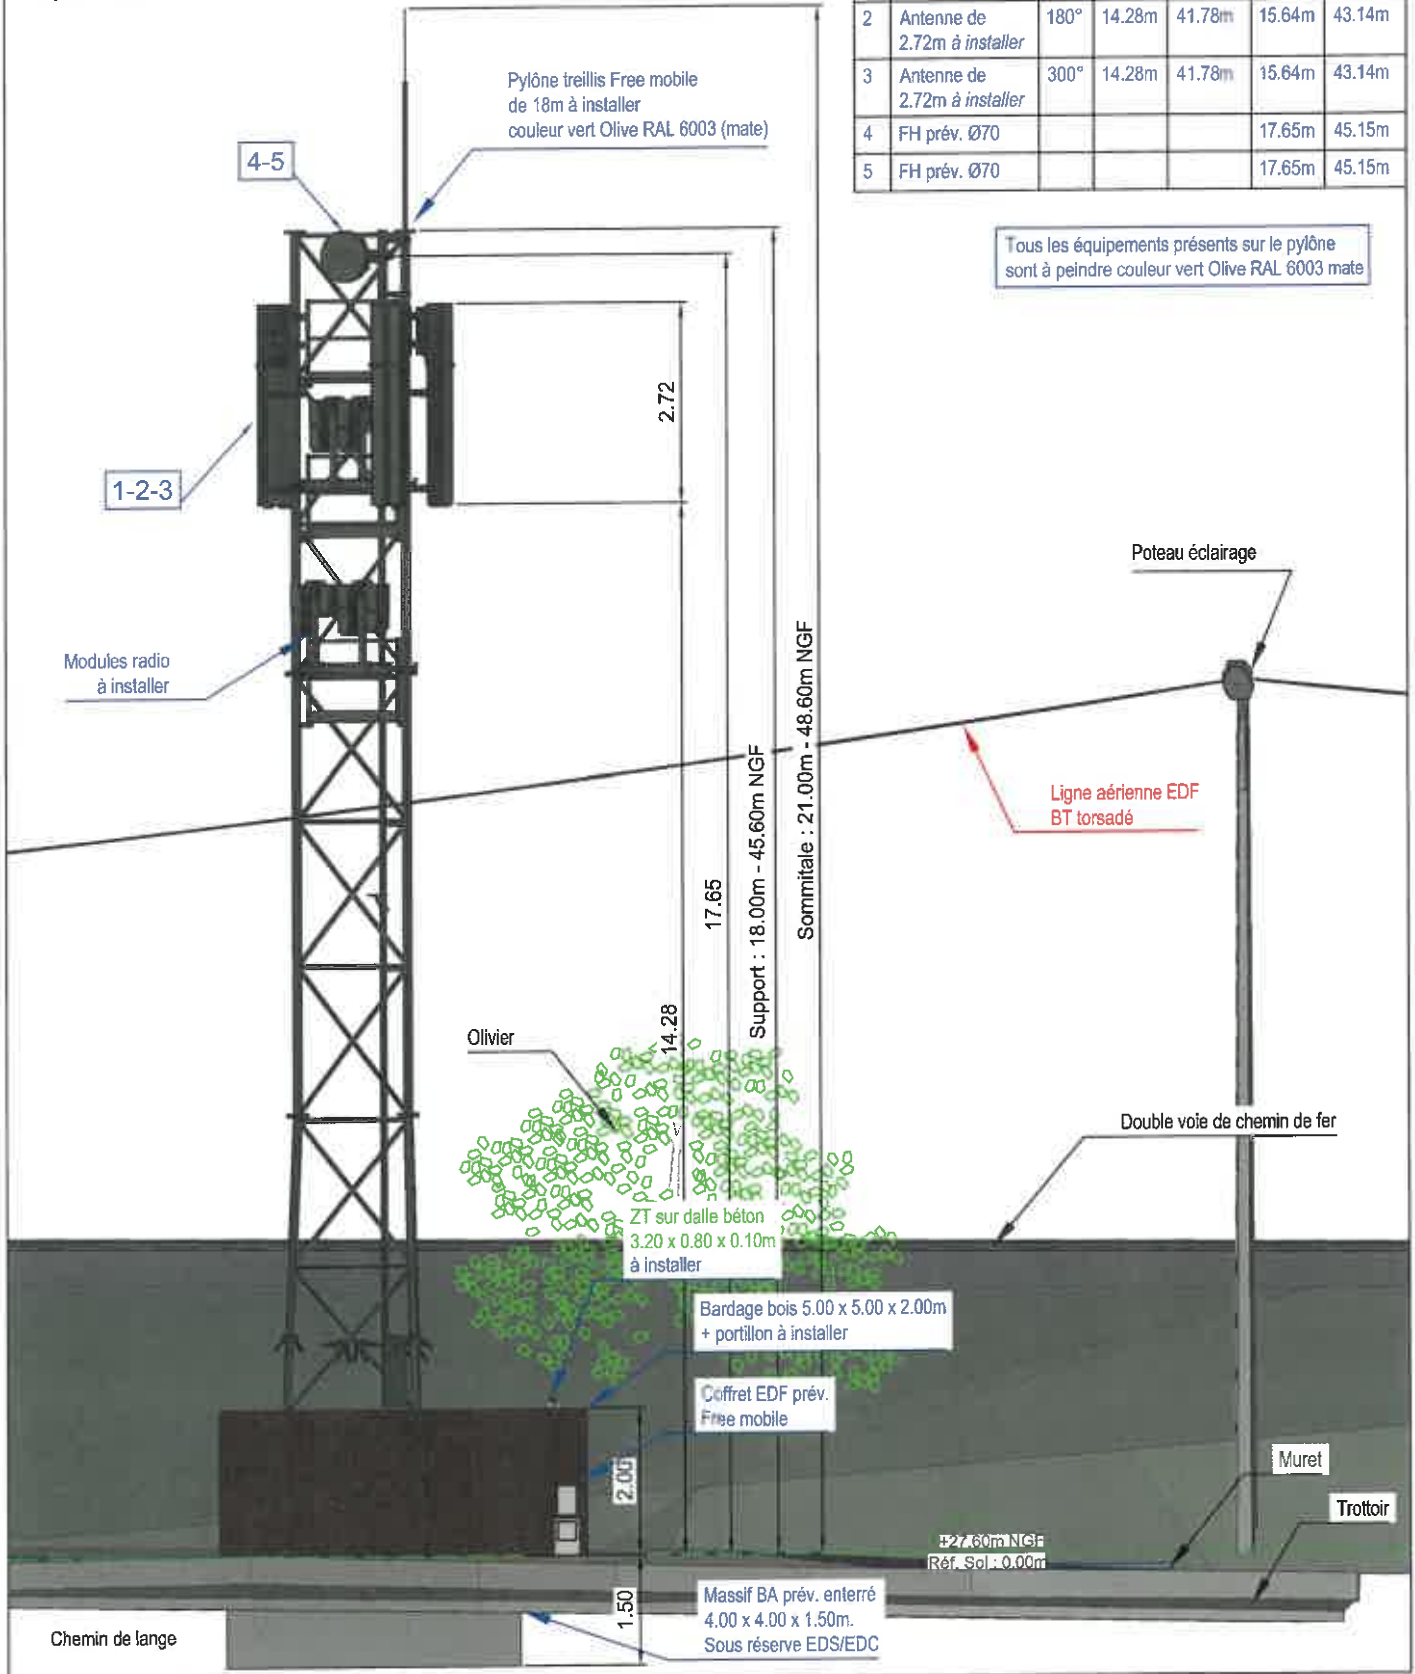 2 Antenne de 2.72m à installer 180° 14.28m 41.78m 15.64m 43.14m
3 Antenne de 2.72m à installer 300° 14.28m 41.78m 15.64m 43.14m
4 FH prév. Ø70 17.65m 45.15m
5 FH prév. Ø70 17.65m 45.15m
Pylône treillis Free mobile
de 18m à installer
couleur vert Olive RAL 6003 (mate)
4-5
Tous les équipements présents sur le pylône
sont à peindre couleur vert Olive RAL 6003 mate
2.72
1-2-3
Poteau éclairage
Modules radio
à installer
Support : 18.00m - 45.60m NGF
Sommitale : 21.00m - 48.60m NGF
Ligne aérienne EDF
BT torsadé
17.65
14.28
Olivier
Double voie de chemin de fer
ZT sur dalle béton
3.20 x 0.80 x 0.10m
à installer
Bardage bois 5.00 x 5.00 x 2.00m
+ portillon à installer
Coffret EDF prév.
Free mobile
2.00
Muret
Trottoir
+27.60m NGF
Réf. Sol : 0.00m
1.50
Massif BA prév. enterré
4.00 x 4.00 x 1.50m.
Sous réserve EDS/EDC
Chemin de lange